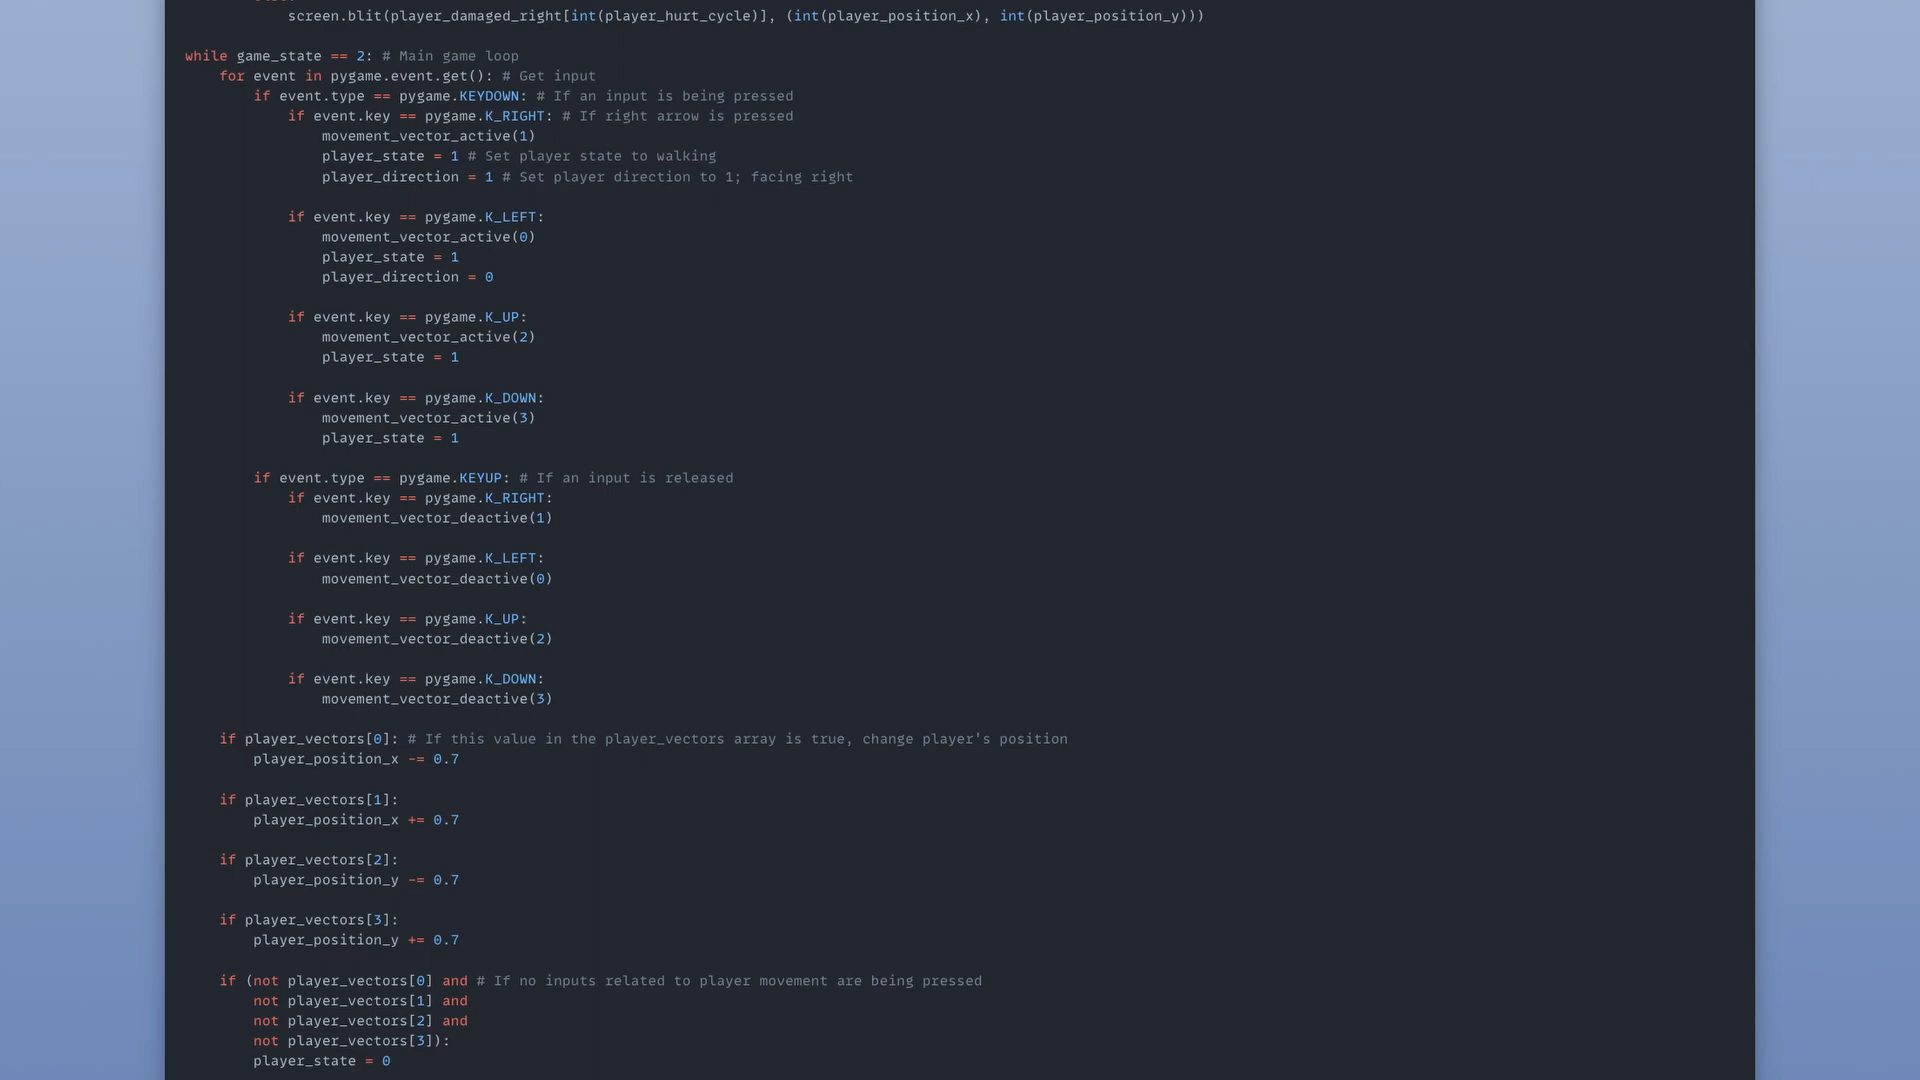 screen.blit(player_damaged_right[int(player_hurt_cycle)], (int(player_position_x), int(player_position_y)))
while game_state == 2: # Main game loop
for event in pygame.event.get(): # Get input
if event.type == pygame.KEYDOWN: # If an input is being pressed
if event.key == pygame.K_RIGHT: # If right arrow is pressed
movement_vector_active(1)
player_state = 1 # Set player state to walking
player_direction = 1 # Set player direction to 1; facing right
if event.key == pygame.K_LEFT:
movement_vector_active(0)
player_state = 1
player_direction = 0
if event.key == pygame.K_UP:
movement_vector_active(2)
player_state = 1
if event.key == pygame.K_DOWN:
movement_vector_active(3)
player_state = 1
if event.type == pygame.KEYUP: # If an input is released
if event.key == pygame.K_RIGHT:
movement_vector_deactive(1)
if event.key == pygame.K_LEFT:
movement_vector_deactive(0)
if event.key == pygame.K_UP:
movement_vector_deactive(2)
if event.key == pygame.K_DOWN:
movement_vector_deactive(3)
if player_vectors[0]: # If this value in the player_vectors array is true, change player's position
player_position_x -= 0.7
if player_vectors[1]:
player_position_x += 0.7
if player_vectors[2]:
player_position_y -= 0.7
if player_vectors[3]:
player_position_y += 0.7
if (not player_vectors[0] and # If no inputs related to player movement are being pressed
not player_vectors[1] and
not player_vectors[2] and
not player_vectors[3]):
player_state = 0